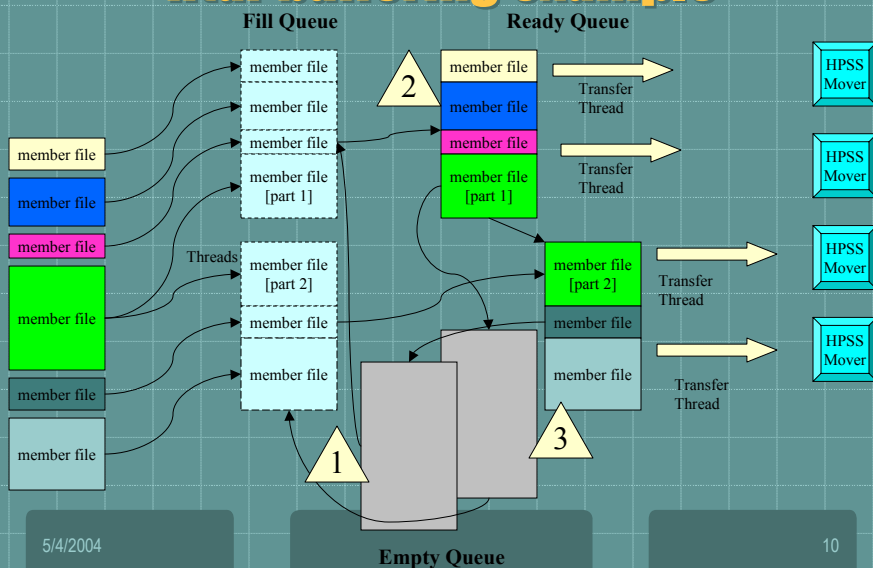 Fill Queue
Ready Queue
member file
member file
member file
member file
member file
member file
member file
member file
member file
member file
[part 1]
member file
[part 2]
member file
member file
Threads
2
member file
member file
member file
member file
[part 1]
Transfer
Thread
Transfer
Thread
member file
[part 2]
member file
member file
Transfer
Thread
Transfer
Thread
HPSS
Mover
HPSS
Mover
HPSS
Mover
HPSS
Mover
1
3
Empty Queue
5/4/2004
10